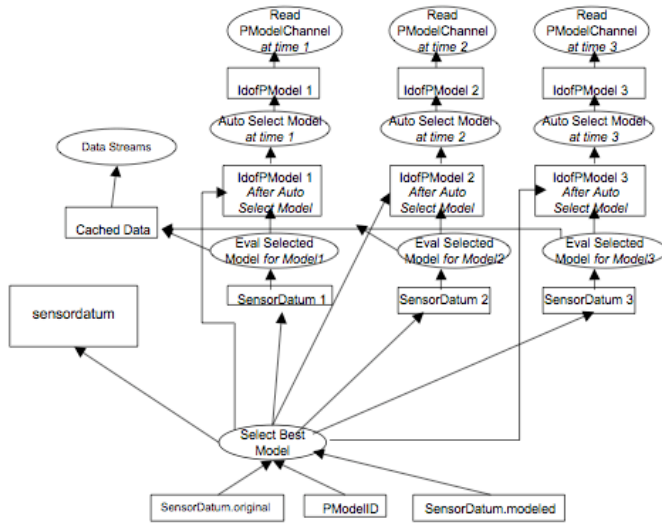 Read
PModelChannel
at time 1
Read
PModelChannel
at time 2
Read
PModelChannel
at time 3
IdofPModel 1
IdofPModel 2
IdofPModel 3
Auto Select Model
at time 1
Auto Select Model
at time 2
Auto Select Model
at time 3
Data Streams
IdofPModel 1
After Auto
Select Model
IdofPModel 2
After Auto
Select Model
IdofPModel 3
After Auto
Select Model
Cached Data
Eval Selected
Model for Model1
Eval Selected
Model for Model2
Eval Selected
Model for Model3
SensorDatum 1
SensorDatum 2
SensorDatum 3
sensordatum
Select Best
Model
SensorDatum.original
PModelID
SensorDatum.modeled